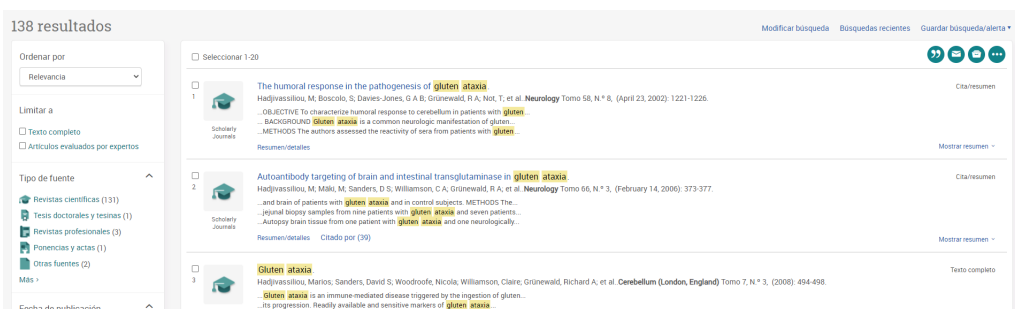 138 resultados
Modificar búsqueda Búsquedas recientes Guardar búsqueda/alerta
Ordenar por
Relevancia
Limitar a
Texto completo
Artículos evaluados por expertos
Tipo de fuente
Revistas científicas (131)
Tesis doctorales y tesinas (1)
Revistas profesionales (3)
Ponencias y actas (1)
Otras fuentes (2)
Más ›
Fecha de publicación
Seleccionar 1-20
1
Scholarly
Journals
The humoral response in the pathogenesis of gluten ataxia.
Hadjivassiliou, M; Boscolo, S; Davies-Jones, G A B; Grünewald, R A; Not, T; et al. Neurology Tomo 58, N.º 8, (April 23, 2002): 1221-1226.
...OBJECTIVE To characterize humoral response to cerebellum in patients with gluten...
... BACKGROUND Gluten ataxia is a common neurologic manifestation of gluten...
...METHODS The authors assessed the reactivity of sera from patients with gluten...
Resumen/detalles
Cita/resumen
Mostrar resumen
2
Scholarly
Journals
Autoantibody targeting of brain and intestinal transglutaminase in gluten ataxia.
Hadjivassiliou, M; Mäki, M; Sanders, D S; Williamson, C A; Grünewald, R A; et al. Neurology Tomo 66, N.º 3, (February 14, 2006): 373-377.
...and brain of patients with gluten ataxia and in control subjects. METHODS The...
...jejunal biopsy samples from nine patients with gluten ataxia and seven patients...
...Autopsy brain tissue from one patient with gluten ataxia and one neurologically...
Resumen/detalles Citado por (39)
Cita/resumen
Mostrar resumen
3
Gluten ataxia.
Hadjivassiliou, Marios; Sanders, David S; Woodroofe, Nicola; Williamson, Claire; Grünewald, Richard A; et al. Cerebellum (London, England) Tomo 7, N.º 3, (2008): 494-498.
...Gluten ataxia is an immune-mediated disease triggered by the ingestion of gluten...
...its progression. Readily available and sensitive markers of gluten ataxia...
Texto completo